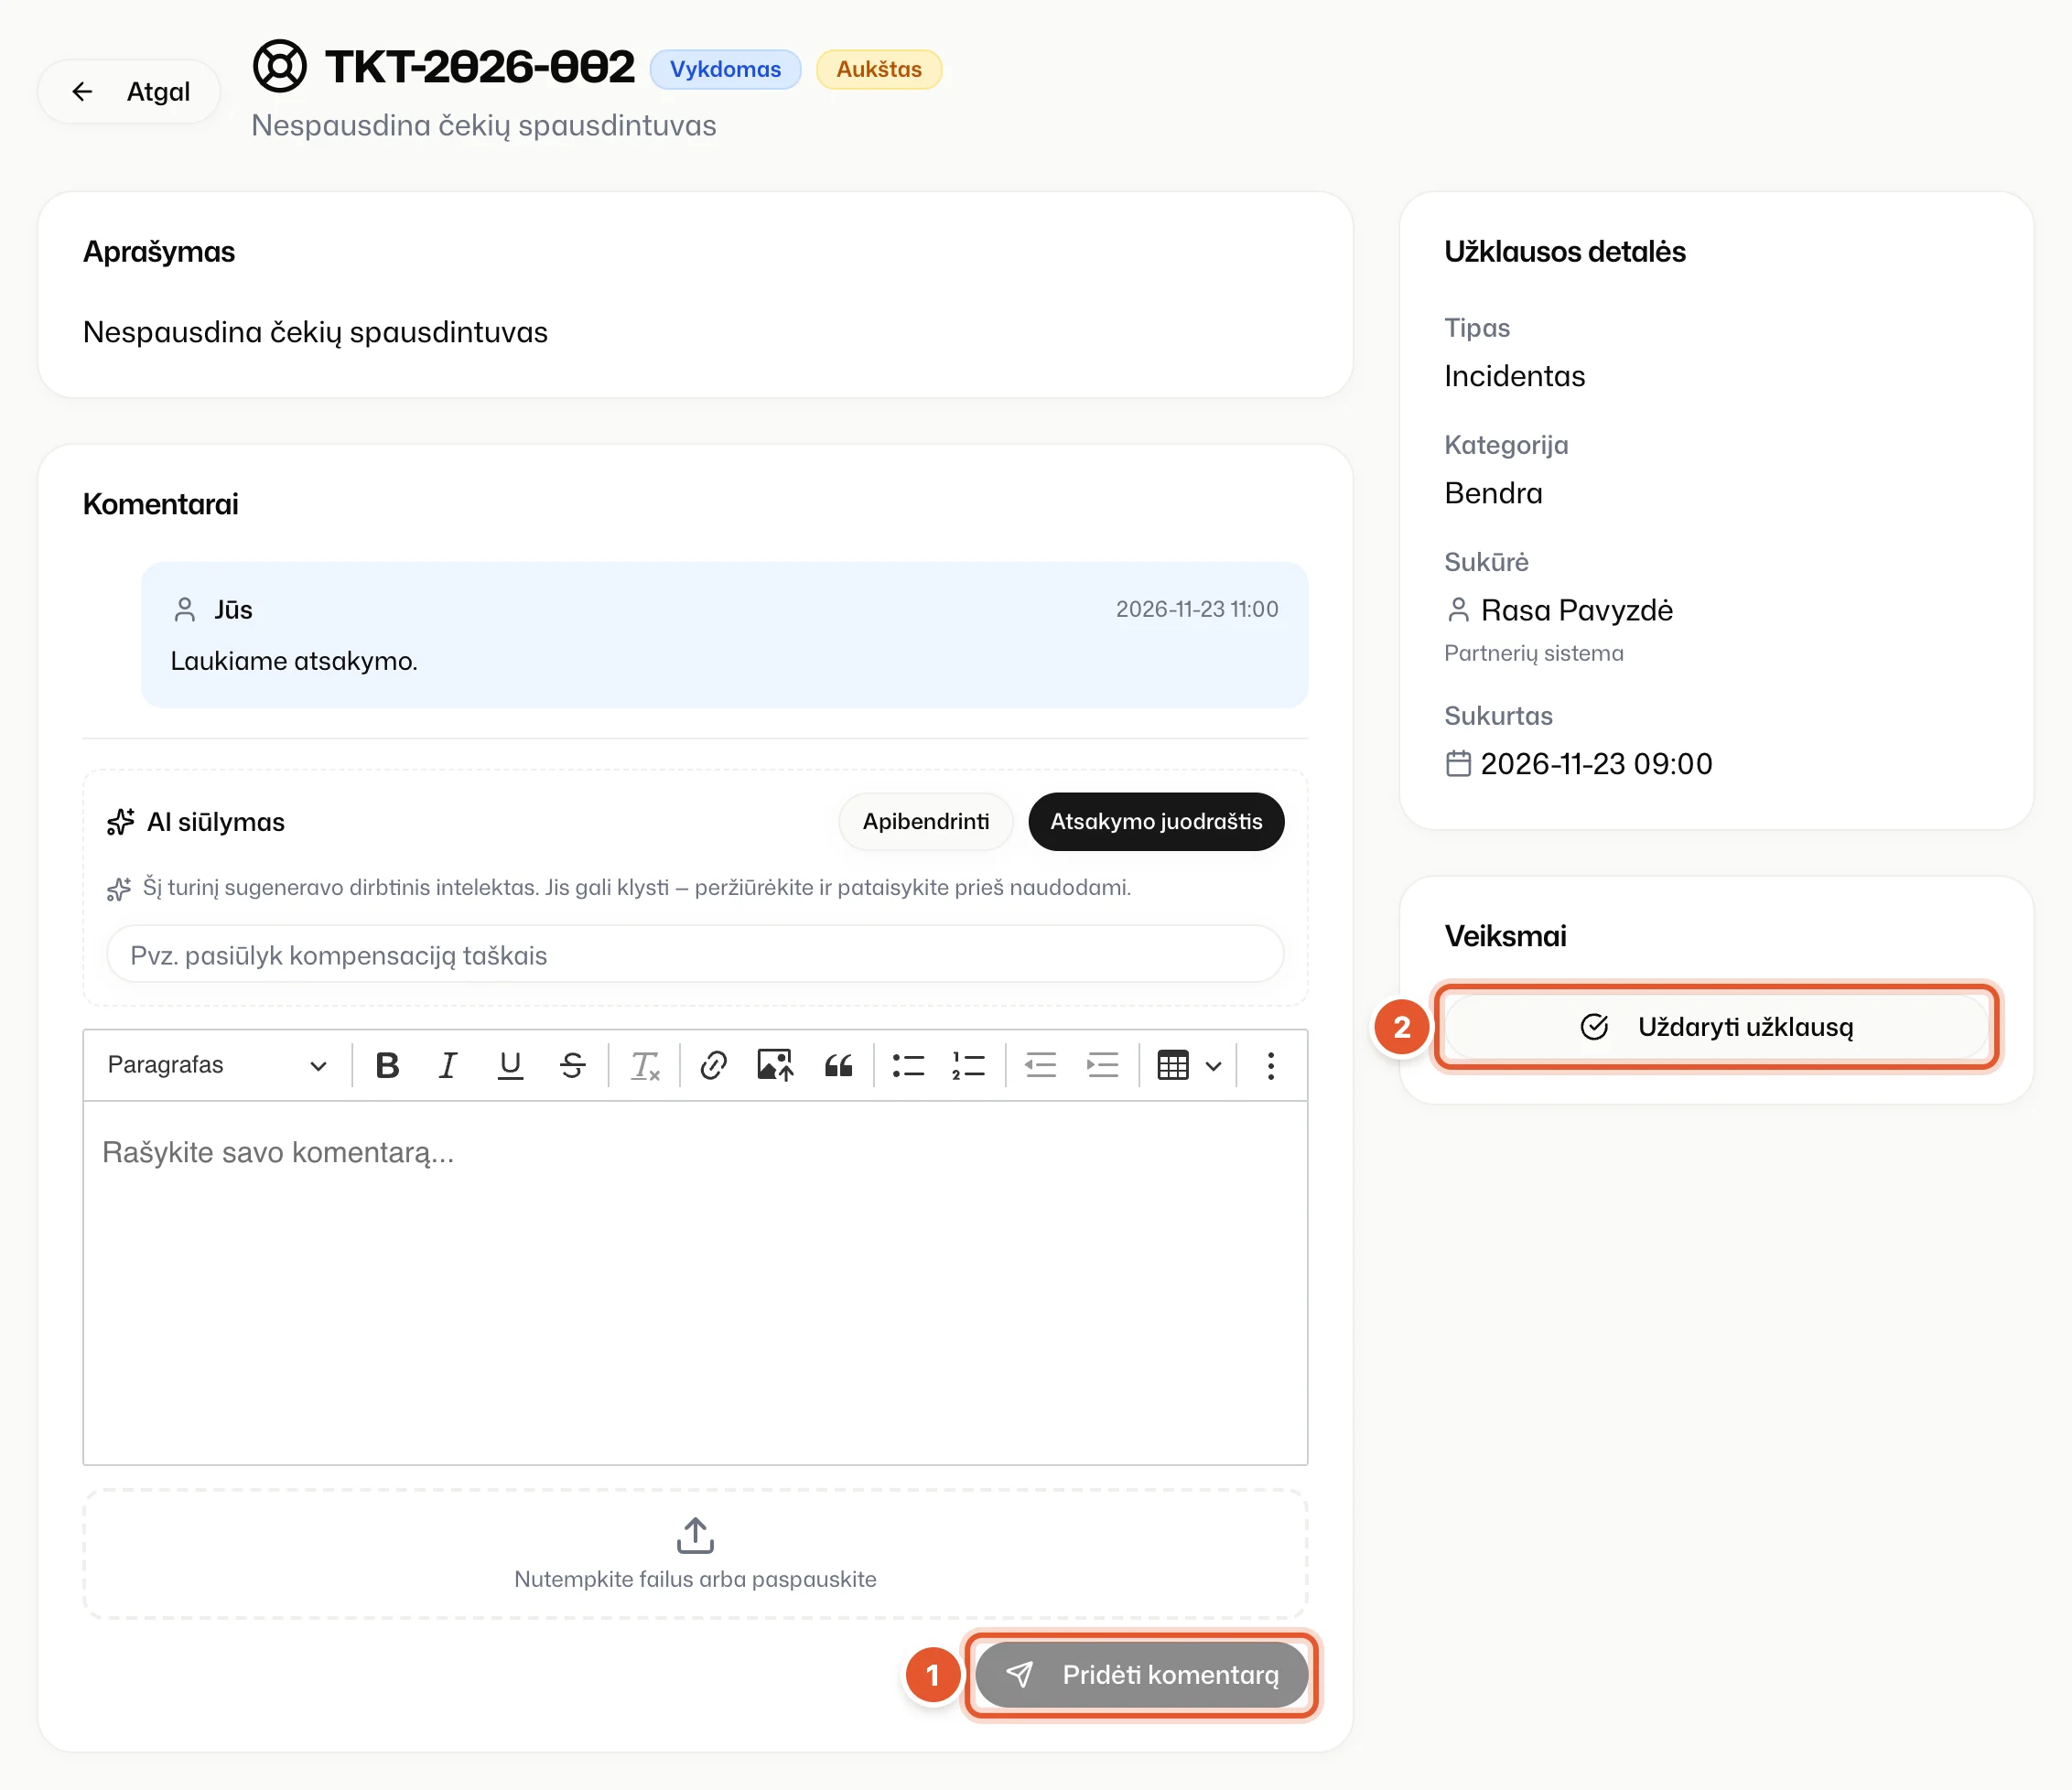 Atgal
TKT-2026-002
Vykdomas
Aukštas
Nespausdina čekių spausdintuvas
Aprašymas
Nespausdina čekių spausdintuvas
Komentarai
Jūs
2026-11-23 11:00
Laukiame atsakymo.
AI siūlymas
Apibendrinti
Atsakymo juodraštis
Šį turinį sugeneravo dirbtinis intelektas. Jis gali klysti – peržiūrėkite ir pataisykite prieš naudodami.
Pvz. pasiūlyk kompensaciją taškais
Paragrafas
Rašykite savo komentarą...
Nutempkite failus arba paspauskite
1
Pridėti komentarą
Užklausos detalės
Tipas
Incidentas
Kategorija
Bendra
Sukūrė
Rasa Pavyzdė
Partnerių sistema
Sukurtas
2026-11-23 09:00
Veiksmai
2
Uždaryti užklausą